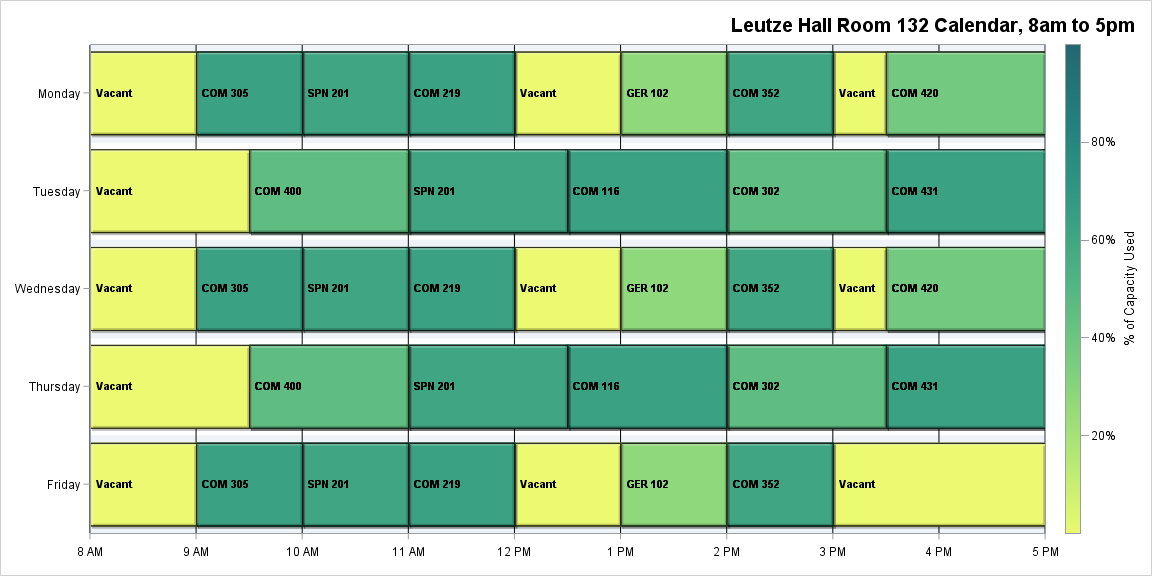 Leutze Hall Room 132 Calendar, 8am to 5pm
Monday
Vacant COM 305 SPN 201 COM 219 Vacant GER 102 COM 352 Vacant COM 420
Tuesday
Vacant COM 400 SPN 201 COM 116 COM 302 COM 431
Wednesday
Vacant COM 305 SPN 201 COM 219 Vacant GER 102 COM 352 Vacant COM 420
Thursday
Vacant COM 400 SPN 201 COM 116 COM 302 COM 431
Friday
Vacant COM 305 SPN 201 COM 219 Vacant GER 102 COM 352 Vacant
8 AM 9 AM 10 AM 11 AM 12 PM 1 PM 2 PM 3 PM 4 PM 5 PM
80%
60%
40%
20%
% of Capacity Used